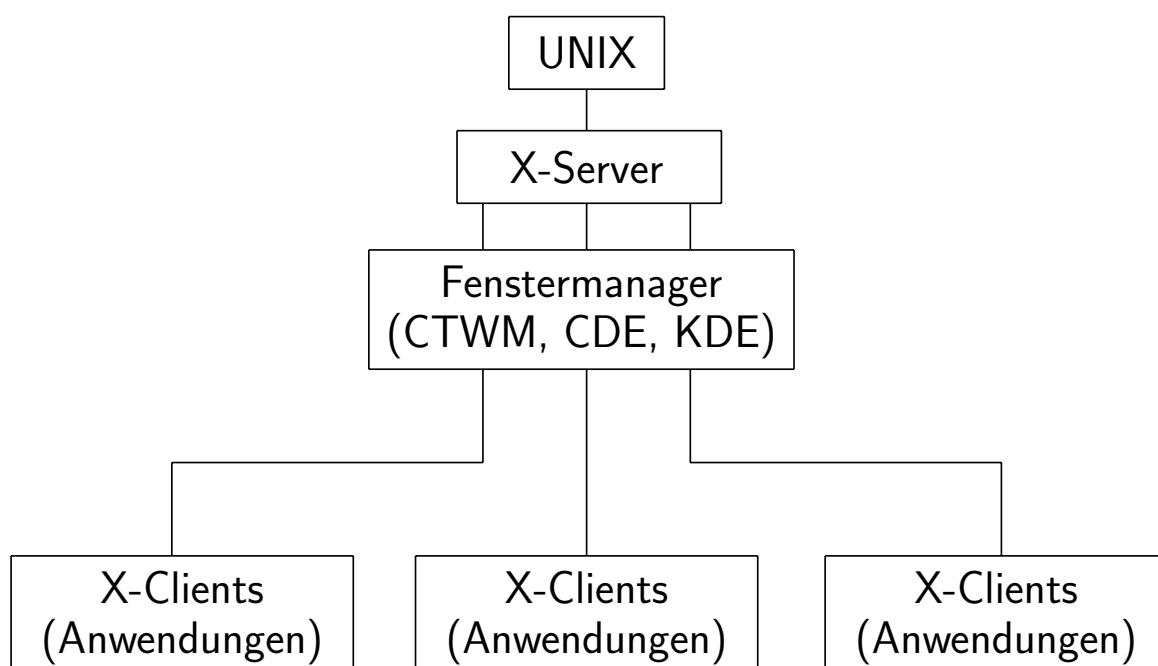 UNIX
X-Server
Fenstermanager
(CTWM, CDE, KDE)
X-Clients
(Anwendungen)
X-Clients
(Anwendungen)
X-Clients
(Anwendungen)